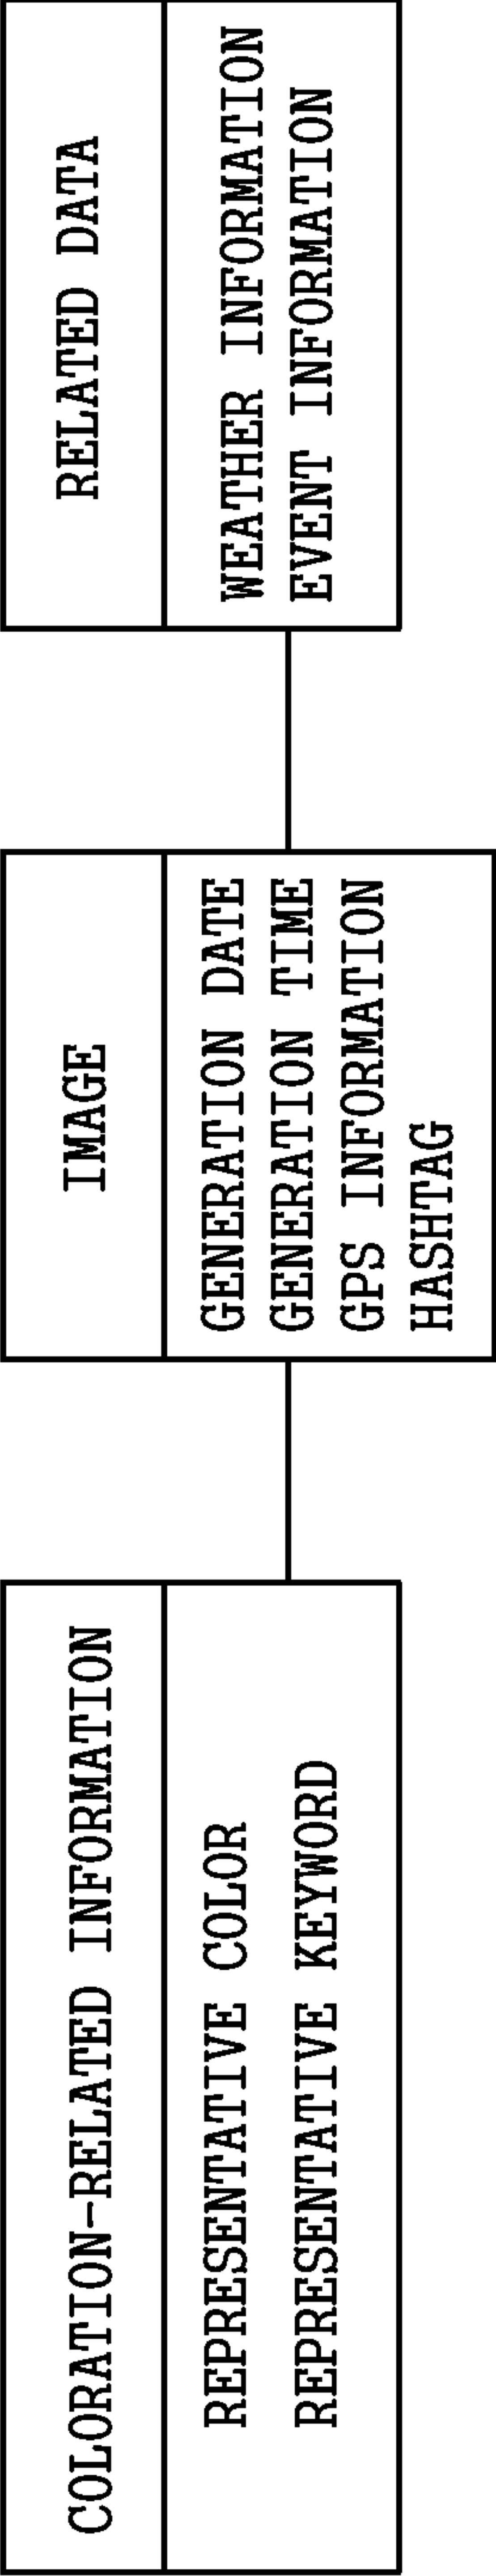 COLORATION-RELATED INFORMATION
REPRESENTATIVE COLOR
REPRESENTATIVE KEYWORD
IMAGE
GENERATION DATE
GENERATION TIME
GPS INFORMATION
HASHTAG
RELATED DATA
WEATHER INFORMATION
EVENT INFORMATION